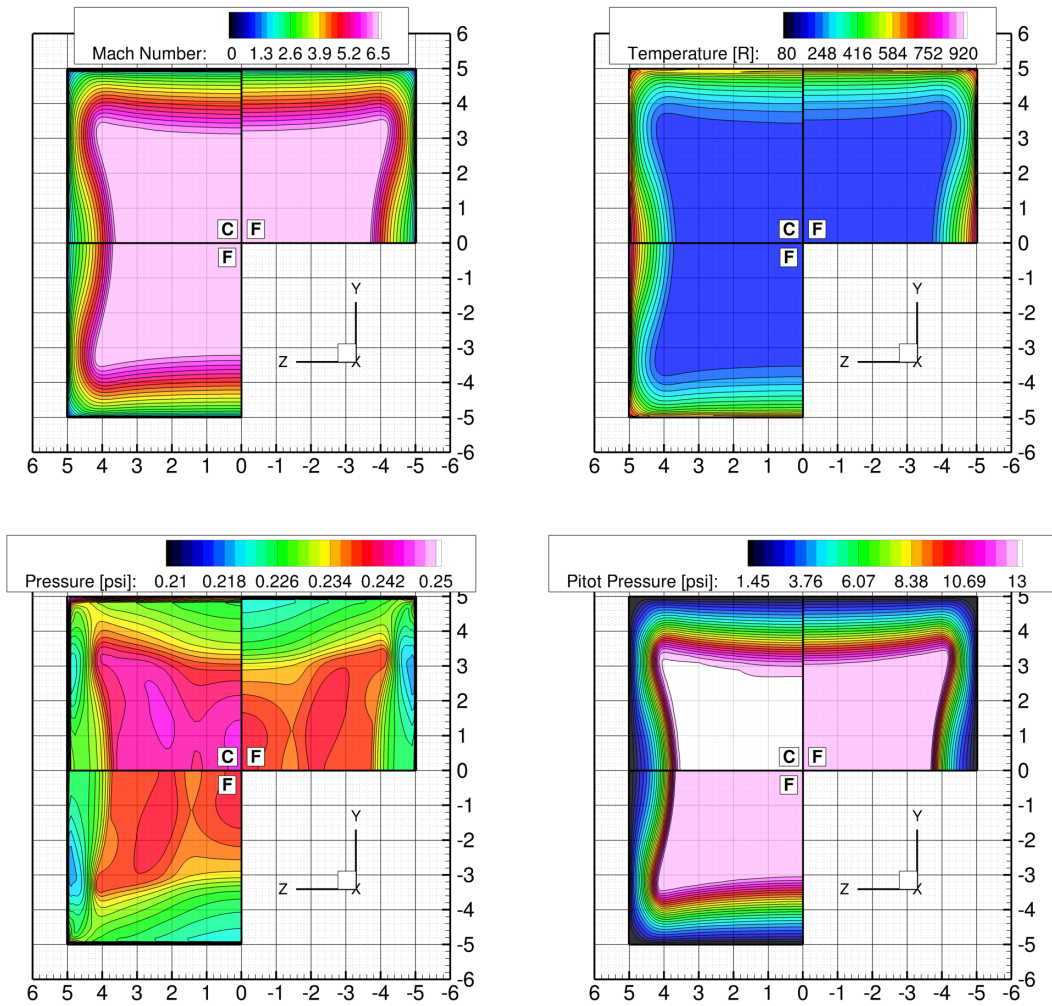 Mach Number: 0 1.3 2.6 3.9 5.2 6.5
6
5
4
3
2
1
0
-1
-2
-3
-4
-5
-6
C F
F
Y
Z X
6 5 4 3 2 1 0 -1 -2 -3 -4 -5 -6
Temperature [R] 80 248 416 584 752 920
6
5
4
3
2
1
0
-1
-2
-3
-4
-5
-6
C F
F
Y
Z X
6 5 4 3 2 1 0 -1 -2 -3 -4 -5 -6
Pressure [psi]: 0.21 0.218 0.226 0.234 0.242 0.25
5
4
3
2
1
0
-1
-2
-3
-4
-5
-6
C F
F
Y
Z X
6 5 4 3 2 1 0 -1 -2 -3 -4 -5 -6
Pitot Pressure [psi]: 1.45 3.76 6.07 8.38 10.69 13
5
4
3
2
1
0
-1
-2
-3
-4
-5
-6
C F
F
Y
Z X
6 5 4 3 2 1 0 -1 -2 -3 -4 -5 -6